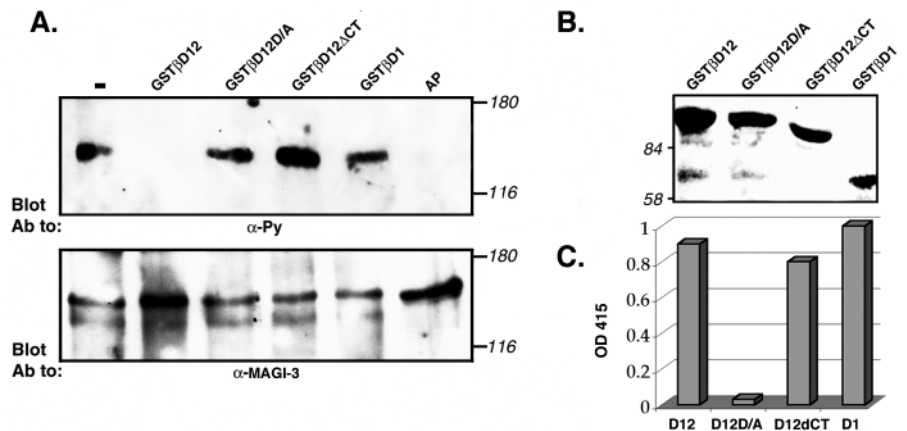 A.
- GSTβD12 GSTβD12D/A GSTβD12ΔCT GSTβD1 AP
180
116
Blot
Ab to: α-Py
180
116
Blot
Ab to: α-MAGI-3
B.
GSTβD12 GSTβD12D/A GSTβD12ΔCT GSTβD1
84
58
C.
OD 415
1
0.8
0.6
0.4
0.2
0
D12 D12D/A D12dCT D1